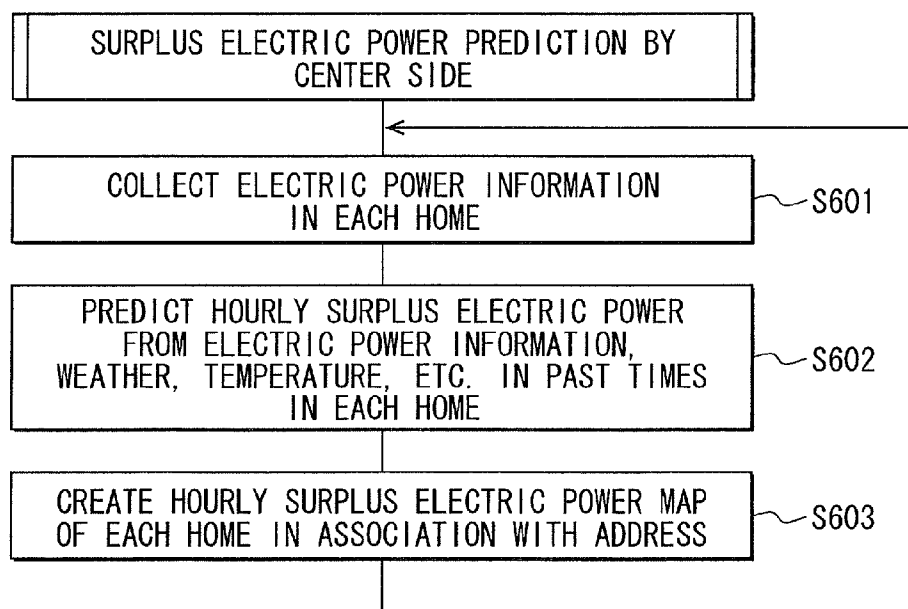 SURPLUS ELECTRIC POWER PREDICTION BY
CENTER SIDE
COLLECT ELECTRIC POWER INFORMATION
IN EACH HOME
S601
PREDICT HOURLY SURPLUS ELECTRIC POWER
FROM ELECTRIC POWER INFORMATION,
WEATHER, TEMPERATURE, ETC. IN PAST TIMES
IN EACH HOME
S602
CREATE HOURLY SURPLUS ELECTRIC POWER MAP
OF EACH HOME IN ASSOCIATION WITH ADDRESS
S603